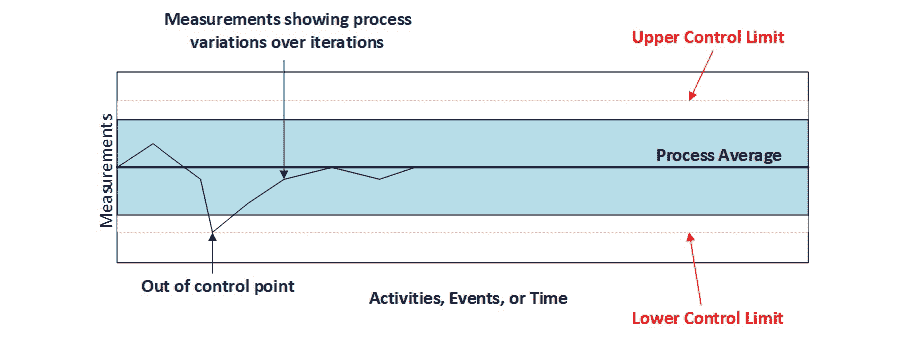 Measurements showing process
variations over iterations
Upper Control Limit
Measurements
Process Average
Out of control point
Activities, Events, or Time
Lower Control Limit